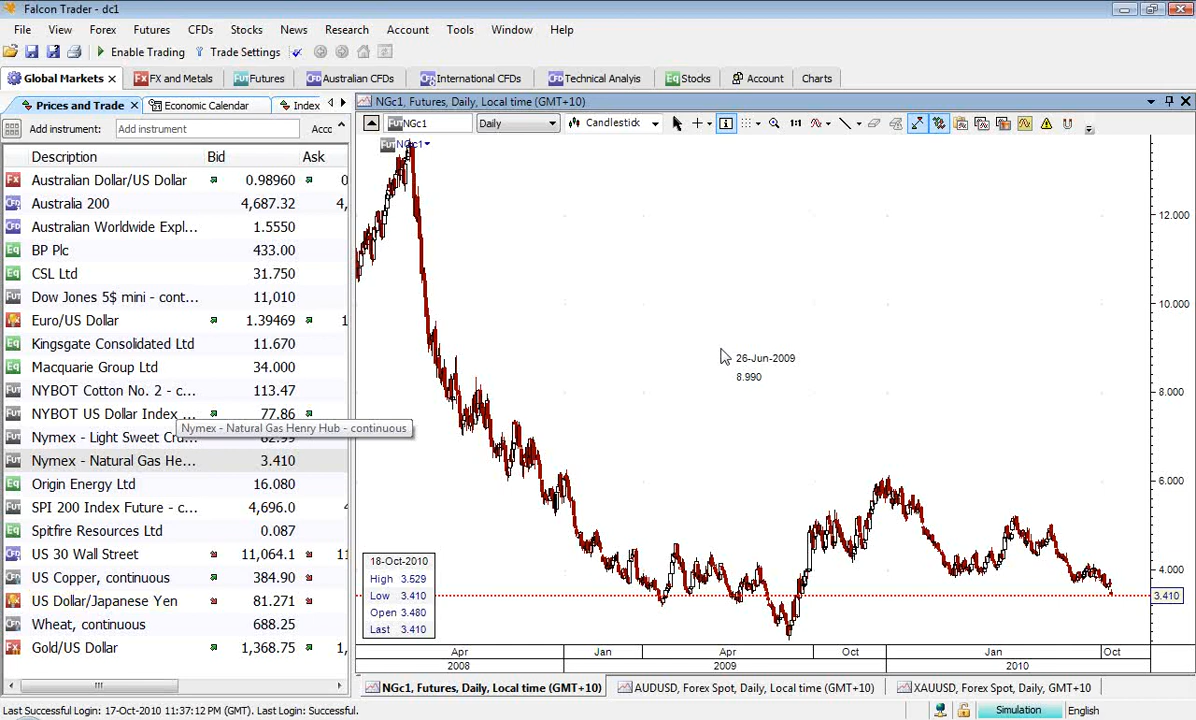 Falcon Trader - dc1
File View Forex Futures CFDs Stocks News Research Account Tools Window Help
Enable Trading Trade Settings
Global Markets FX and Metals Futures Australian CFDs International CFDs Technical Analyis Stocks Account Charts
Prices and Trade Economic Calendar Index
NGc1, Futures, Daily, Local time (GMT+10)
Add instrument: Add instrument Acc
NGc1 Daily Candlestick 1:1
Description Bid Ask
NGc1
Australian Dollar/US Dollar 0.98960 0
Australia 200 4,687.32 4,
Australian Worldwide Expl... 1.5550
BP Plc 433.00
CSL Ltd 31.750
Dow Jones 5$ mini - cont... 11,010
Euro/US Dollar 1.39469 1
Kingsgate Consolidated Ltd 11.670
Macquarie Group Ltd 34.000
NYBOT Cotton No. 2 - c... 113.47
NYBOT US Dollar Index ... 77.86
Nymex - Natural Gas Henry Hub - continuous
Nymex - Light Sweet Cru...
Nymex - Natural Gas He... 3.410
Origin Energy Ltd 16.080
SPI 200 Index Future - c... 4,696.0
Spitfire Resources Ltd 0.087
US 30 Wall Street 11,064.1 11
US Copper, continuous 384.90
US Dollar/Japanese Yen 81.271
Wheat, continuous 688.25
Gold/US Dollar 1,368.75 1,
12.000
10.000
26-Jun-2009
8.990
8.000
6.000
4.000
3.410
18-Oct-2010
High 3.529
Low 3.410
Open 3.480
Last 3.410
Apr Jan Apr Oct Jan Oct
2008 2009 2010
NGc1, Futures, Daily, Local time (GMT+10) AUDUSD, Forex Spot, Daily, Local time (GMT+10) XAUUSD, Forex Spot, Daily, GMT+10)
Last Successful Login: 17-Oct-2010 11:37:12 PM (GMT). Last Login: Successful. Simulation English